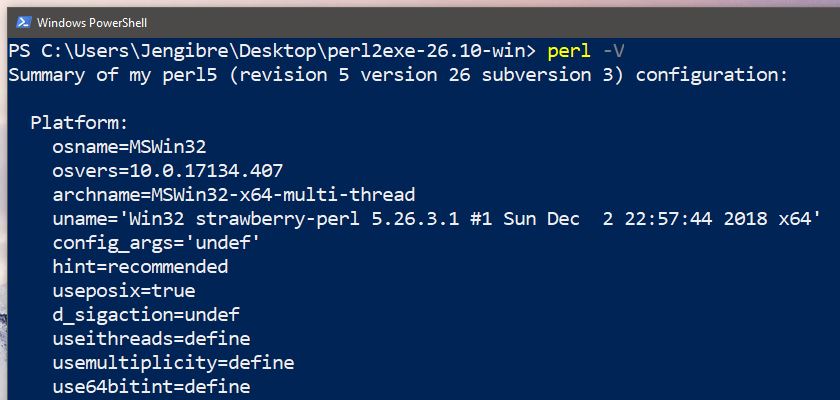 Windows PowerShell
PS C:\Users\Jengibre\Desktop\perl2exe-26.10-win> perl -V
Summary of my perl5 (revision 5 version 26 subversion 3) configuration:

  Platform:
    osname=MSWin32
    osvers=10.0.17134.407
    archname=MSWin32-x64-multi-thread
    uname='Win32 strawberry-perl 5.26.3.1 #1 Sun Dec  2 22:57:44 2018 x64'
    config_args='undef'
    hint=recommended
    useposix=true
    d_sigaction=undef
    useithreads=define
    usemultiplicity=define
    use64bitint=define